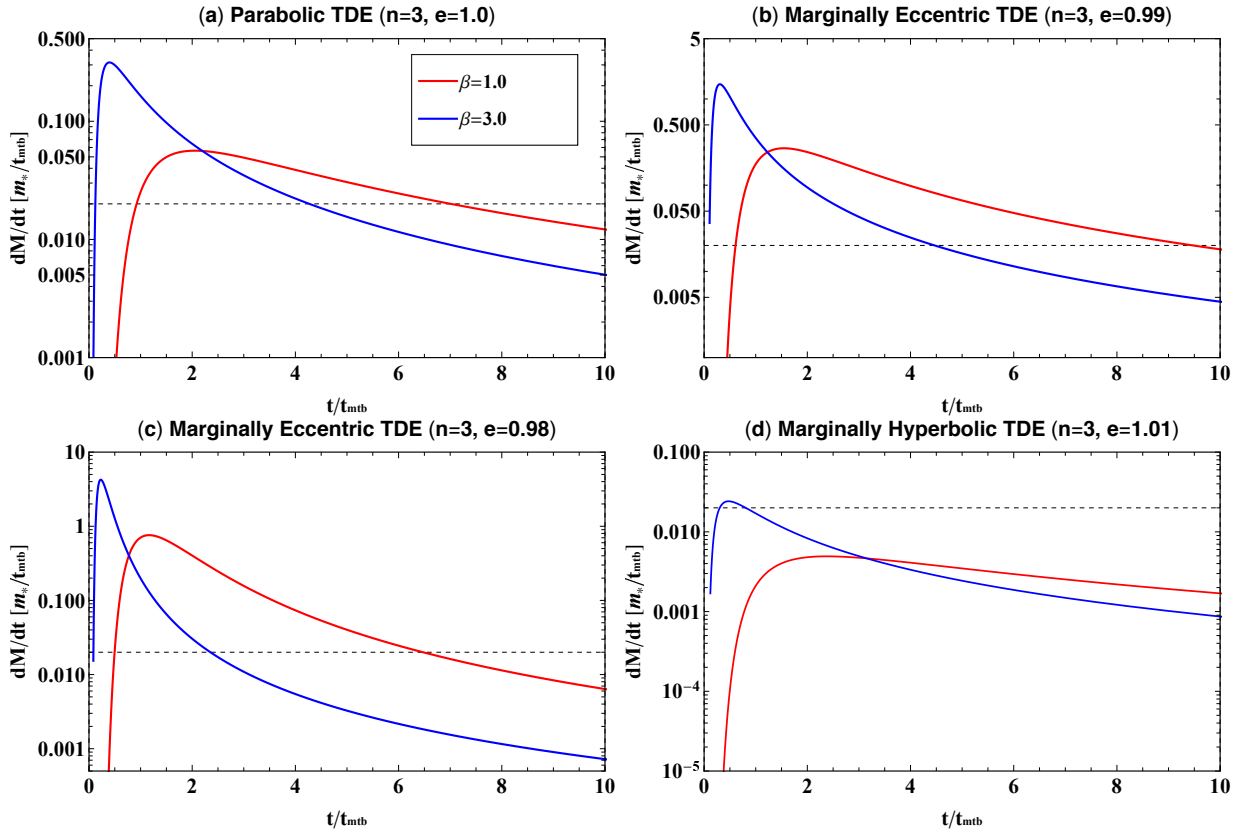 (a) Parabolic TDE (n=3, e=1.0)
0.500
0.100
0.050
0.010
0.005
0.001
dM/dt [m*/tmtb]
β=1.0
β=3.0
0 2 4 6 8 10
t/tmtb
(b) Marginally Eccentric TDE (n=3, e=0.99)
5
0.500
0.050
0.005
dM/dt [m*/tmtb]
0 2 4 6 8 10
t/tmtb
(c) Marginally Eccentric TDE (n=3, e=0.98)
10
1
0.100
0.010
0.001
dM/dt [m*/tmtb]
0 2 4 6 8 10
t/tmtb
(d) Marginally Hyperbolic TDE (n=3, e=1.01)
0.100
0.010
0.001
10⁻⁴
10⁻⁵
dM/dt [m*/tmtb]
0 2 4 6 8 10
t/tmtb